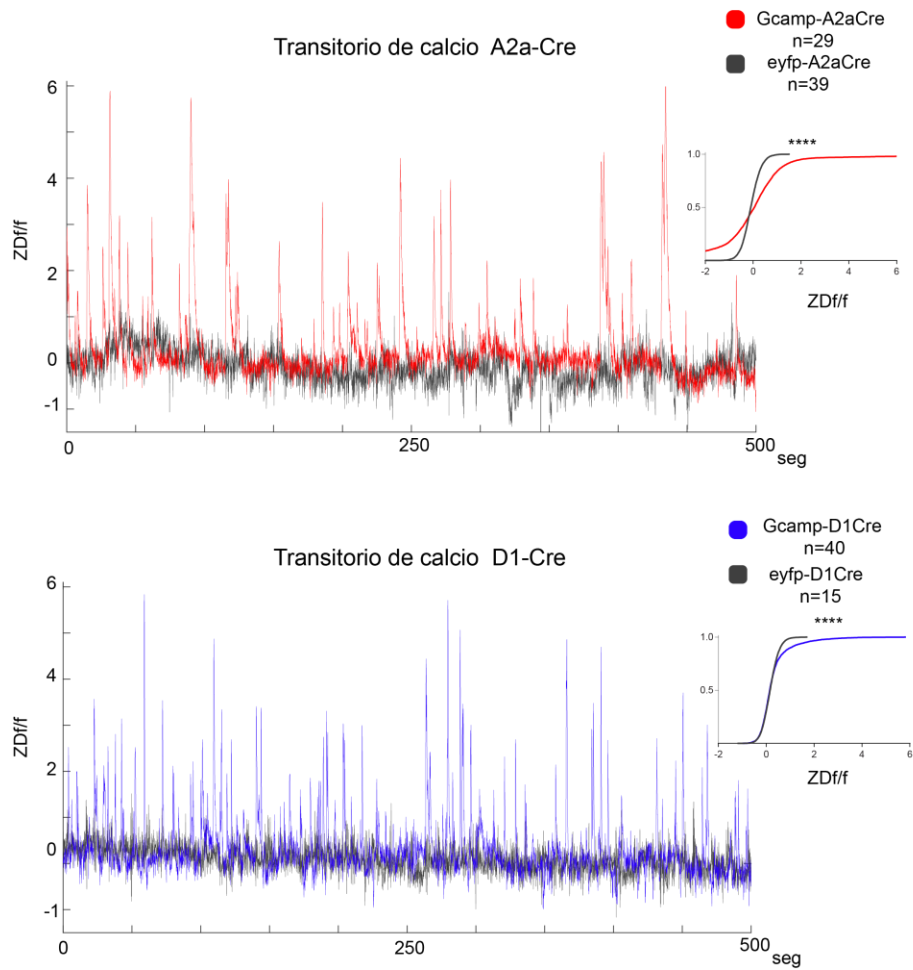 Transitorio de calcio A2a-Cre
Gcamp-A2aCre
n=29
eyfp-A2aCre
n=39
6
4
2
0
-1
ZDf/f
0
250
500
seg
****
1.0
0.5
-2
0
2
4
6
ZDf/f
Transitorio de calcio D1-Cre
Gcamp-D1Cre
n=40
eyfp-D1Cre
n=15
6
4
2
0
-1
ZDf/f
0
250
500
seg
****
1.0
0.5
-2
0
2
4
6
ZDf/f